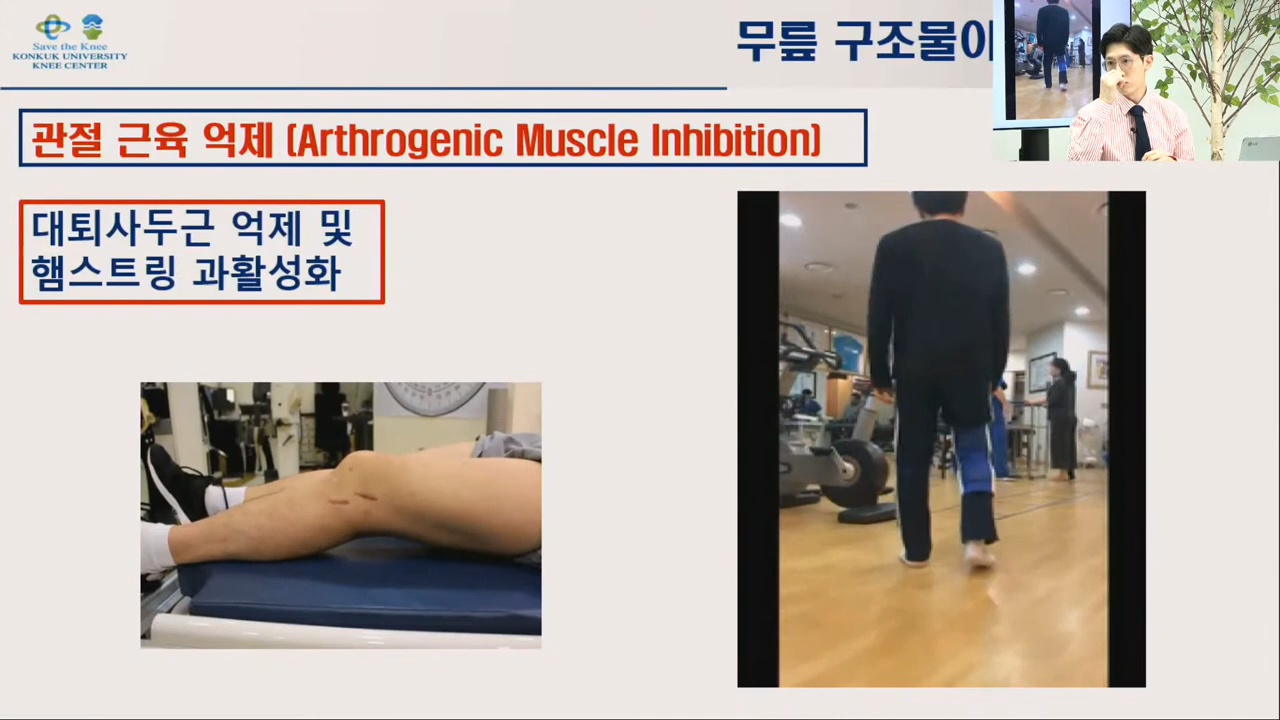 Save the Knee
KONKUK UNIVERSITY
KNEE CENTER
무릎 구조물이
관절 근육 억제 (Arthrogenic Muscle Inhibition)
대퇴사두근 억제 및
햄스트링 과활성화
LG